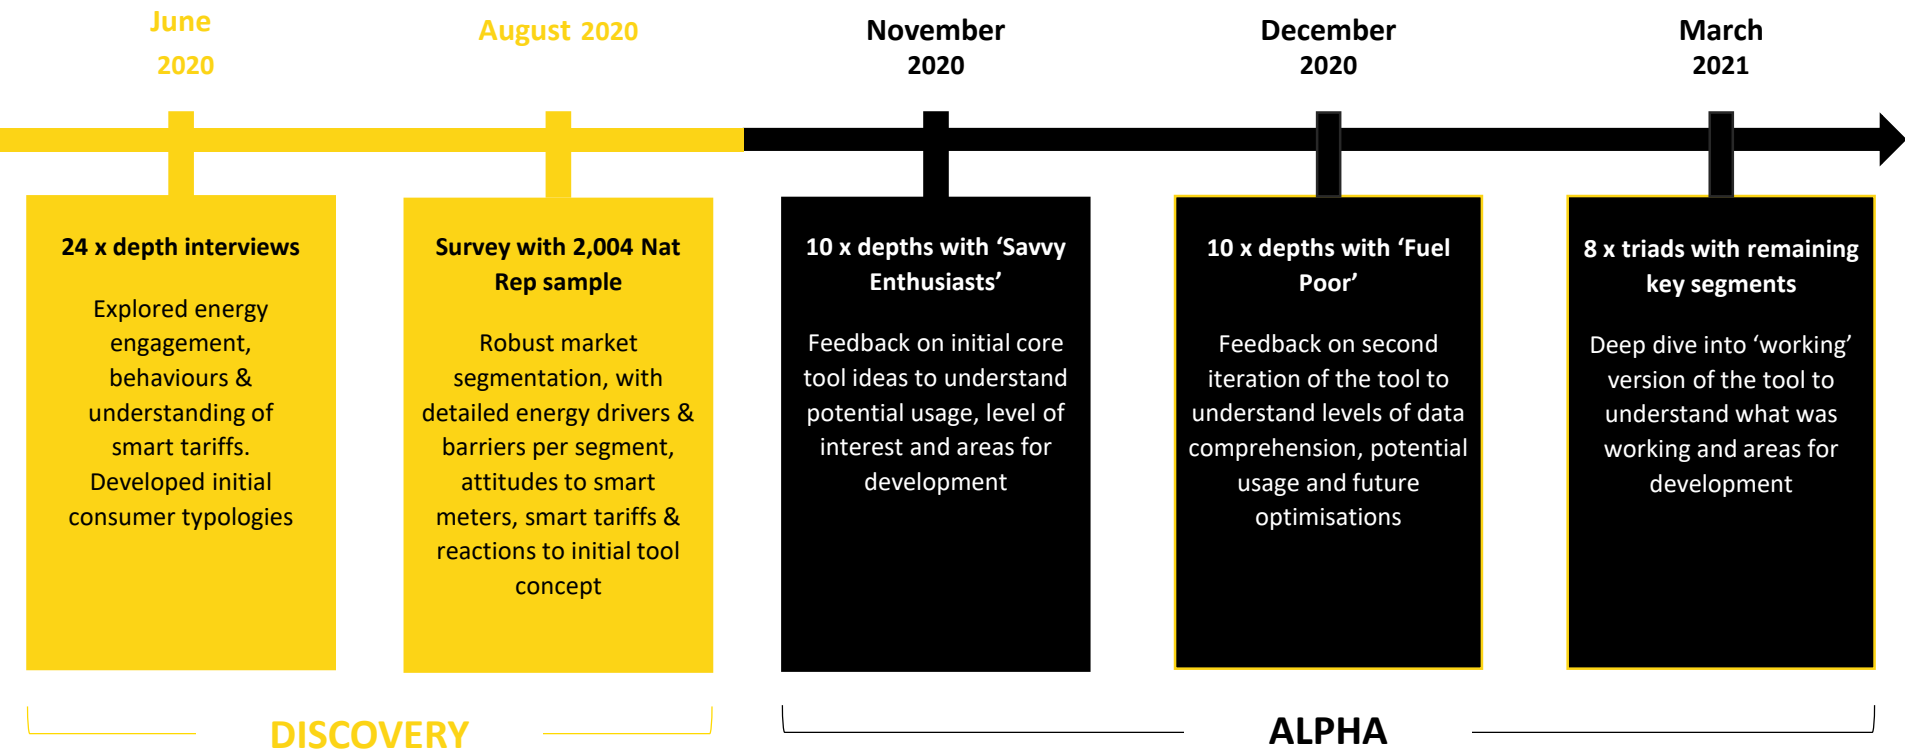 June
2020
August 2020
November
2020
December
2020
March
2021
24 x depth interviews
Explored energy
engagement,
behaviours &
understanding of
smart tariffs.
Developed initial
consumer typologies
Survey with 2,004 Nat
Rep sample
Robust market
segmentation, with
detailed energy drivers &
barriers per segment,
attitudes to smart
meters, smart tariffs &
reactions to initial tool
concept
10 x depths with ‘Savvy
Enthusiasts’
Feedback on initial core
tool ideas to understand
potential usage, level of
interest and areas for
development
10 x depths with ‘Fuel
Poor’
Feedback on second
iteration of the tool to
understand levels of data
comprehension, potential
usage and future
optimisations
8 x triads with remaining
key segments
Deep dive into ‘working’
version of the tool to
understand what was
working and areas for
development
DISCOVERY
ALPHA